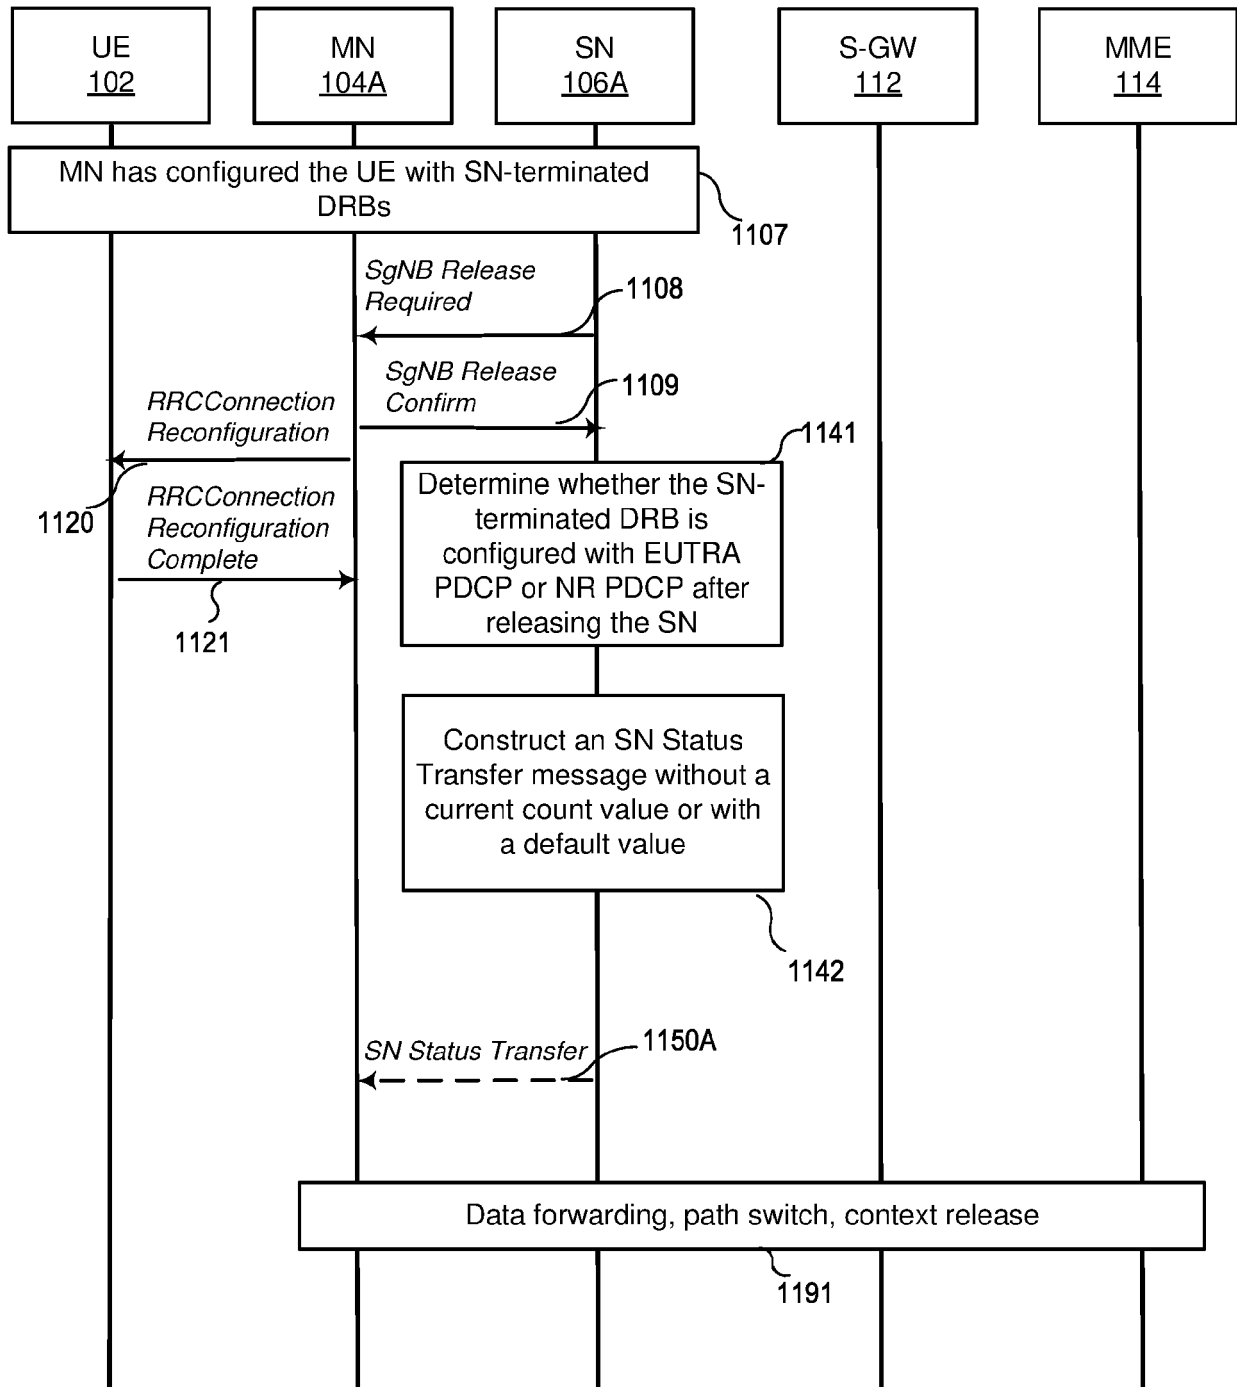 UE
102
MN
104A
SN
106A
S-GW
112
MME
114
MN has configured the UE with SN-terminated
DRBs
1107
SgNB Release
Required
1108
SgNB Release
Confirm
1109
RRCConnection
Reconfiguration
1120
1141
Determine whether the SN-
terminated DRB is
configured with EUTRA
PDCP or NR PDCP after
releasing the SN
RRCConnection
Reconfiguration
Complete
1121
Construct an SN Status
Transfer message without a
current count value or with
a default value
1142
SN Status Transfer
1150A
Data forwarding, path switch, context release
1191